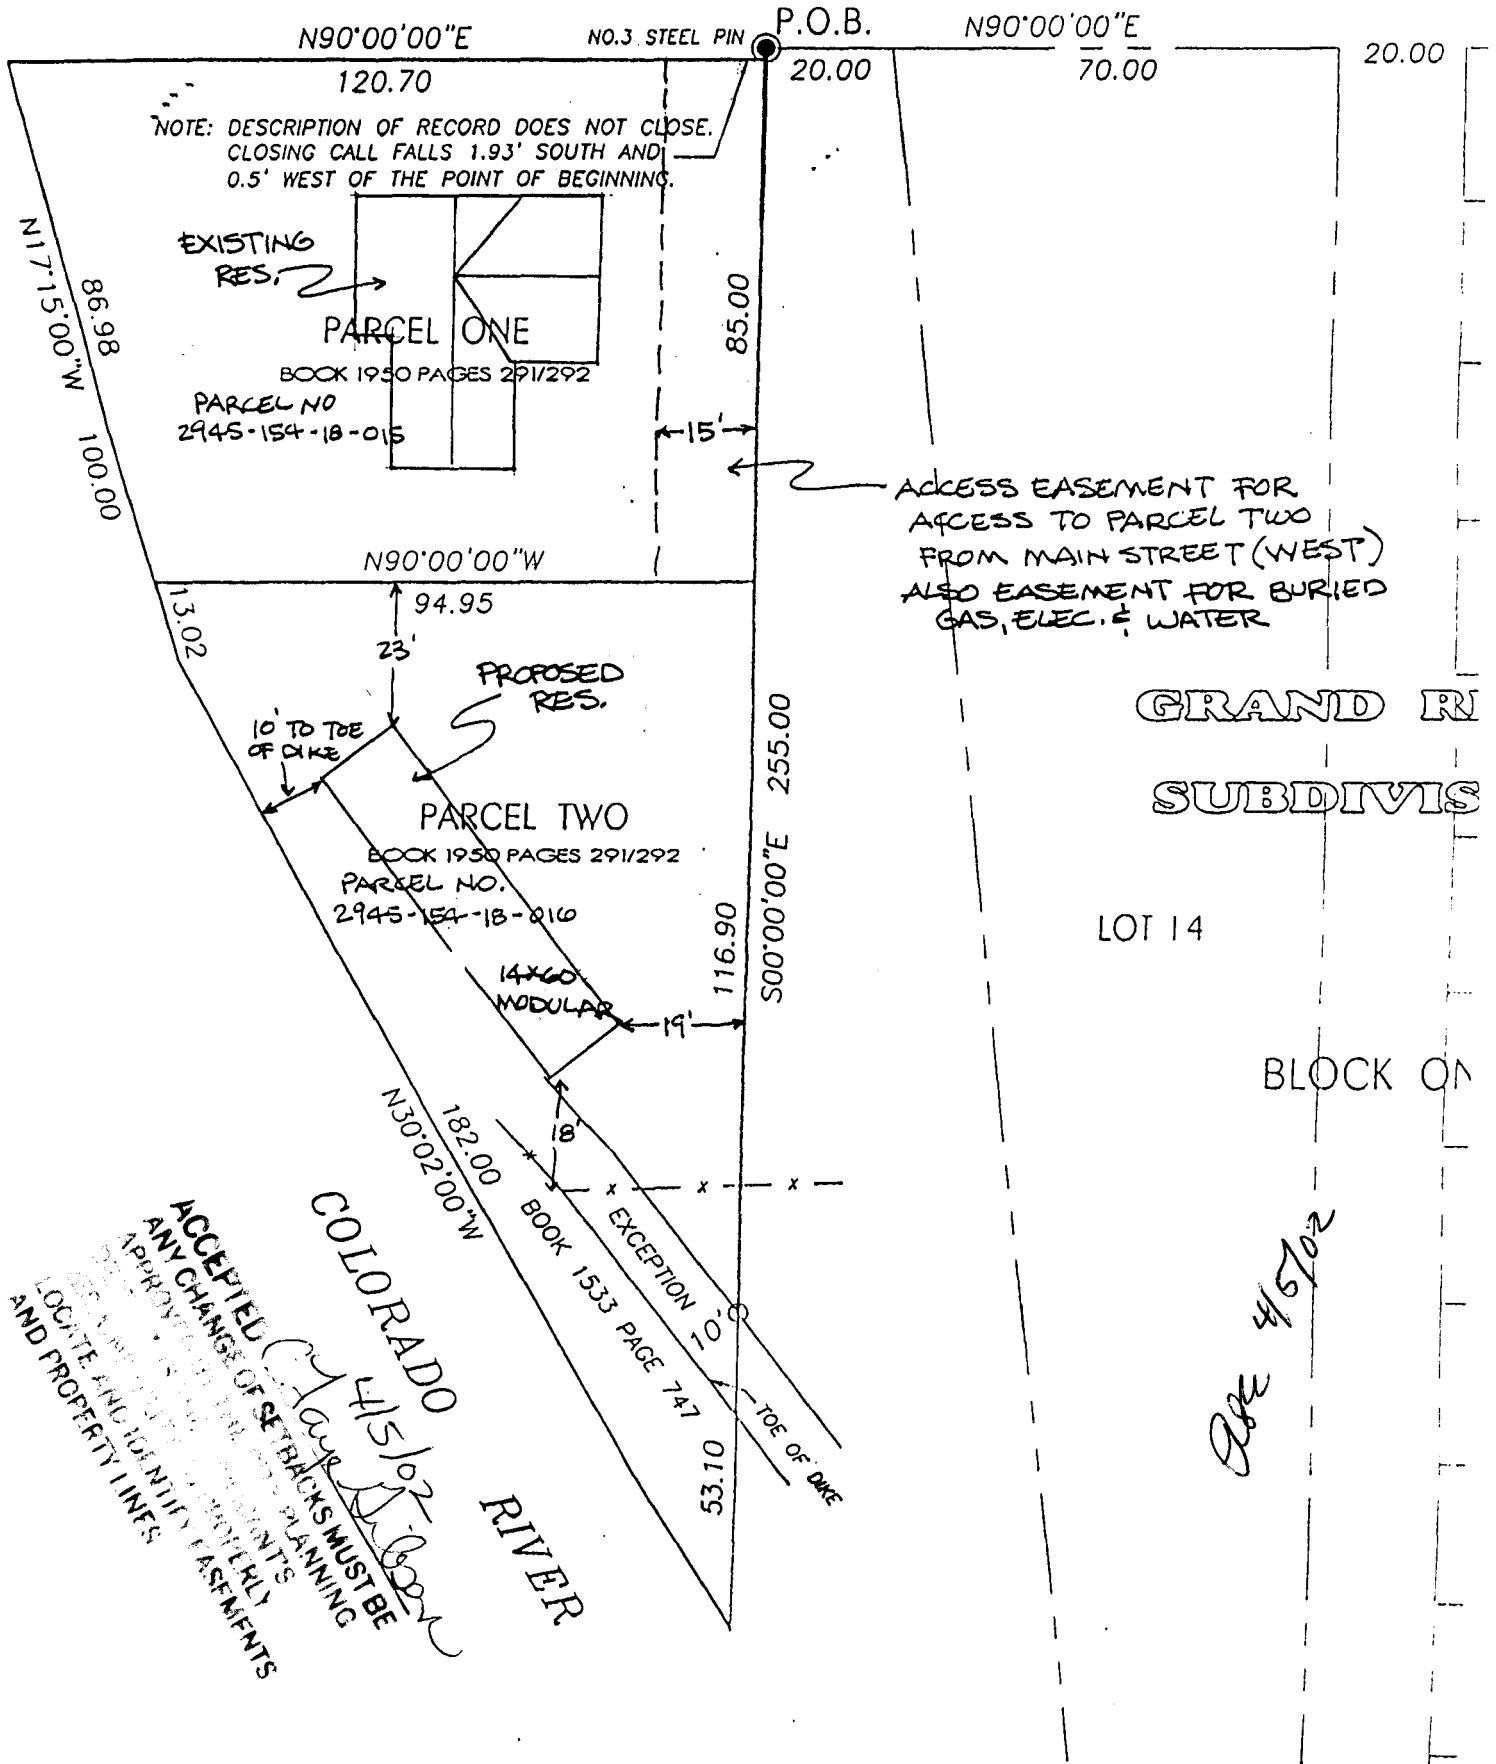 P.O.B.
N90°00'00"E
NO.3 STEEL PIN
N90°00'00"E
120.70
20.00
70.00
20.00
NOTE: DESCRIPTION OF RECORD DOES NOT CLOSE.
CLOSING CALL FALLS 1.93' SOUTH AND
0.5' WEST OF THE POINT OF BEGINNING.
EXISTING
RES.
N17°15'00"W
86.98
100.00
85.00
PARCEL ONE
BOOK 1950 PAGES 291/292
PARCEL NO
2945-154-18-015
15'
ACCESS EASEMENT FOR
ACCESS TO PARCEL TWO
FROM MAIN STREET (WEST)
ALSO EASEMENT FOR BURIED
GAS, ELEC. & WATER
N90°00'00"W
94.95
13.02
23'
PROPOSED
RES.
10' TO TOE
OF DIKE
255.00
S00°00'00"E
116.90
GRAND RI
SUBDIVIS
PARCEL TWO
BOOK 1950 PAGES 291/292
PARCEL NO.
2945-154-18-016
LOT 14
14X60
MODULAR
19'
BLOCK ON
18'
182.00
N30°02'00"W
EXCEPTION
BOOK 1533 PAGE 747
10'
TOE OF DIKE
53.10
COLORADO
RIVER
4/5/02
ACCEPTED
4/5/02
ANY CHANGE OF SETBACKS MUST BE
PLANNING
LOCATE AND IDENTIFY EASEMENTS
AND PROPERTY LINES